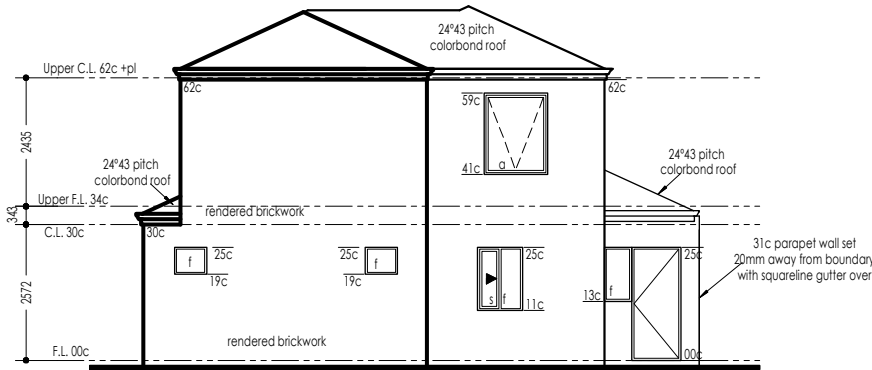 24°43 pitch
colorbond roof
Upper C.L. 62c +pl
62c
62c
59c
2435
24°43 pitch
colorbond roof
41c
a
24°43 pitch
colorbond roof
Upper F.L. 34c
343
rendered brickwork
C.L. 30c
30c
25c
25c
25c
25c
31c parapet wall set
20mm away from boundary
with squareline gutter over
f
f
19c
19c
2572
13c
f
s
f
11c
rendered brickwork
F.L. 00c
00c